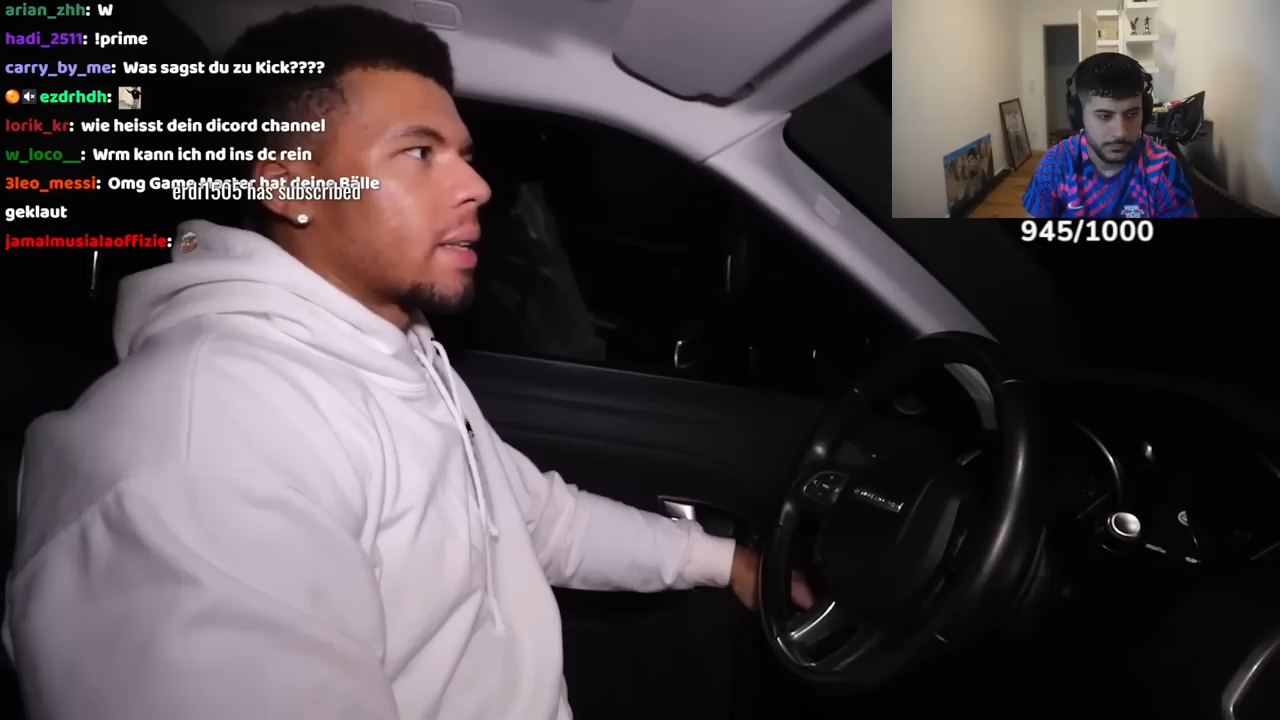 arian_zhh: W
hadi_2511: !prime
carry_by_me: Was sagst du zu Kick????
ezdrhdh:
lorik_kr: wie heisst dein dicord channel
w_loco__: Wrm kann ich nd ins dc rein
3leo_messi: Omg Game Master hat deine Bälle
geklaut
has subscribed
jamalmusialaoffizie:
945/1000